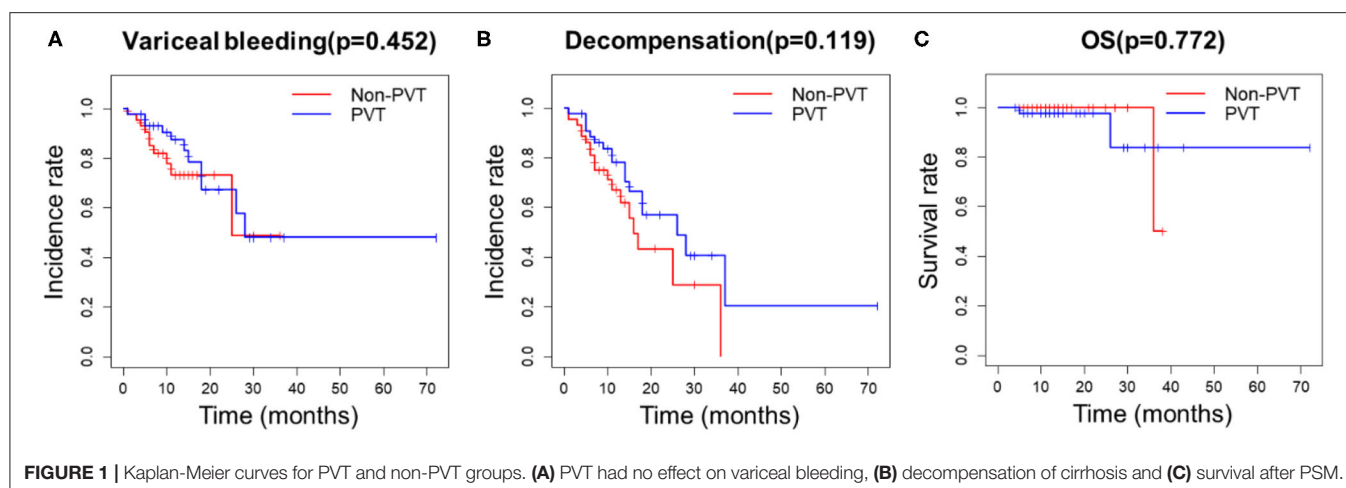 A Variceal bleeding(p=0.452)
Incidence rate
1.0
0.8
0.6
0.4
0.2
0.0
Non-PVT
PVT
0 10 20 30 40 50 60 70
Time (months)
B Decompensation(p=0.119)
Incidence rate
1.0
0.8
0.6
0.4
0.2
0.0
Non-PVT
PVT
0 10 20 30 40 50 60 70
Time (months)
C OS(p=0.772)
Survival rate
1.0
0.8
0.6
0.4
0.2
0.0
Non-PVT
PVT
0 10 20 30 40 50 60 70
Time (months)
FIGURE 1 | Kaplan-Meier curves for PVT and non-PVT groups. (A) PVT had no effect on variceal bleeding, (B) decompensation of cirrhosis and (C) survival after PSM.